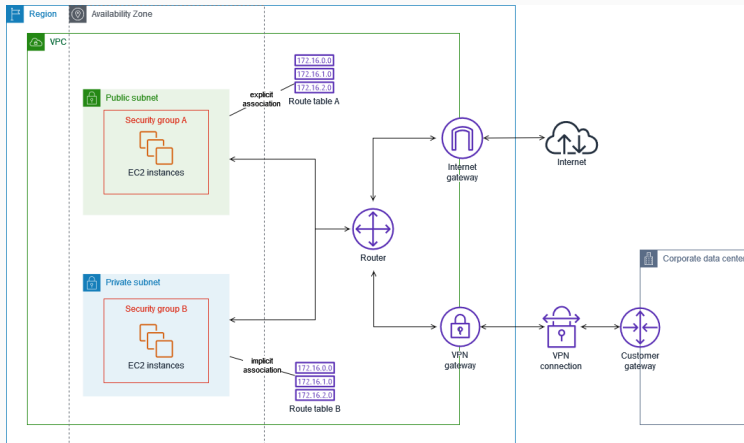 Region
Availability Zone
VPC
172.16.0.0
172.16.1.0
172.16.2.0
Route table A
explicit
association
Public subnet
Security group A
EC2 instances
Internet
gateway
Internet
Router
Corporate data center
Private subnet
Security group B
EC2 instances
VPN
gateway
VPN
connection
Customer
gateway
implicit
association
172.16.0.0
172.16.1.0
172.16.2.0
Route table B